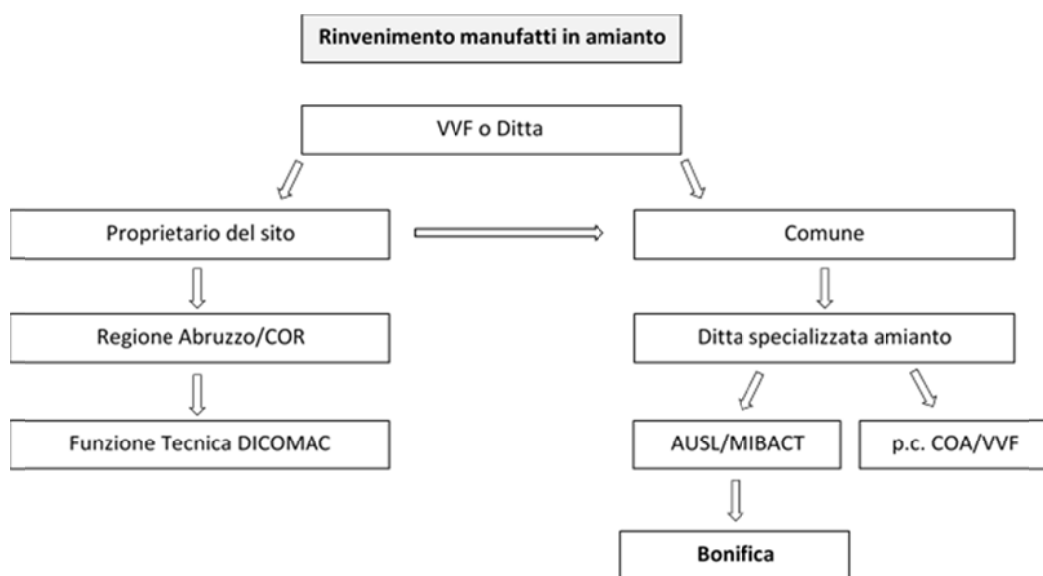 Rinvenimento manufatti in amianto
VVF o Ditta
Proprietario del sito
Comune
Regione Abruzzo/COR
Ditta specializzata amianto
Funzione Tecnica DICOMAC
AUSL/MIBACT
p.c. COA/VVF
Bonifica